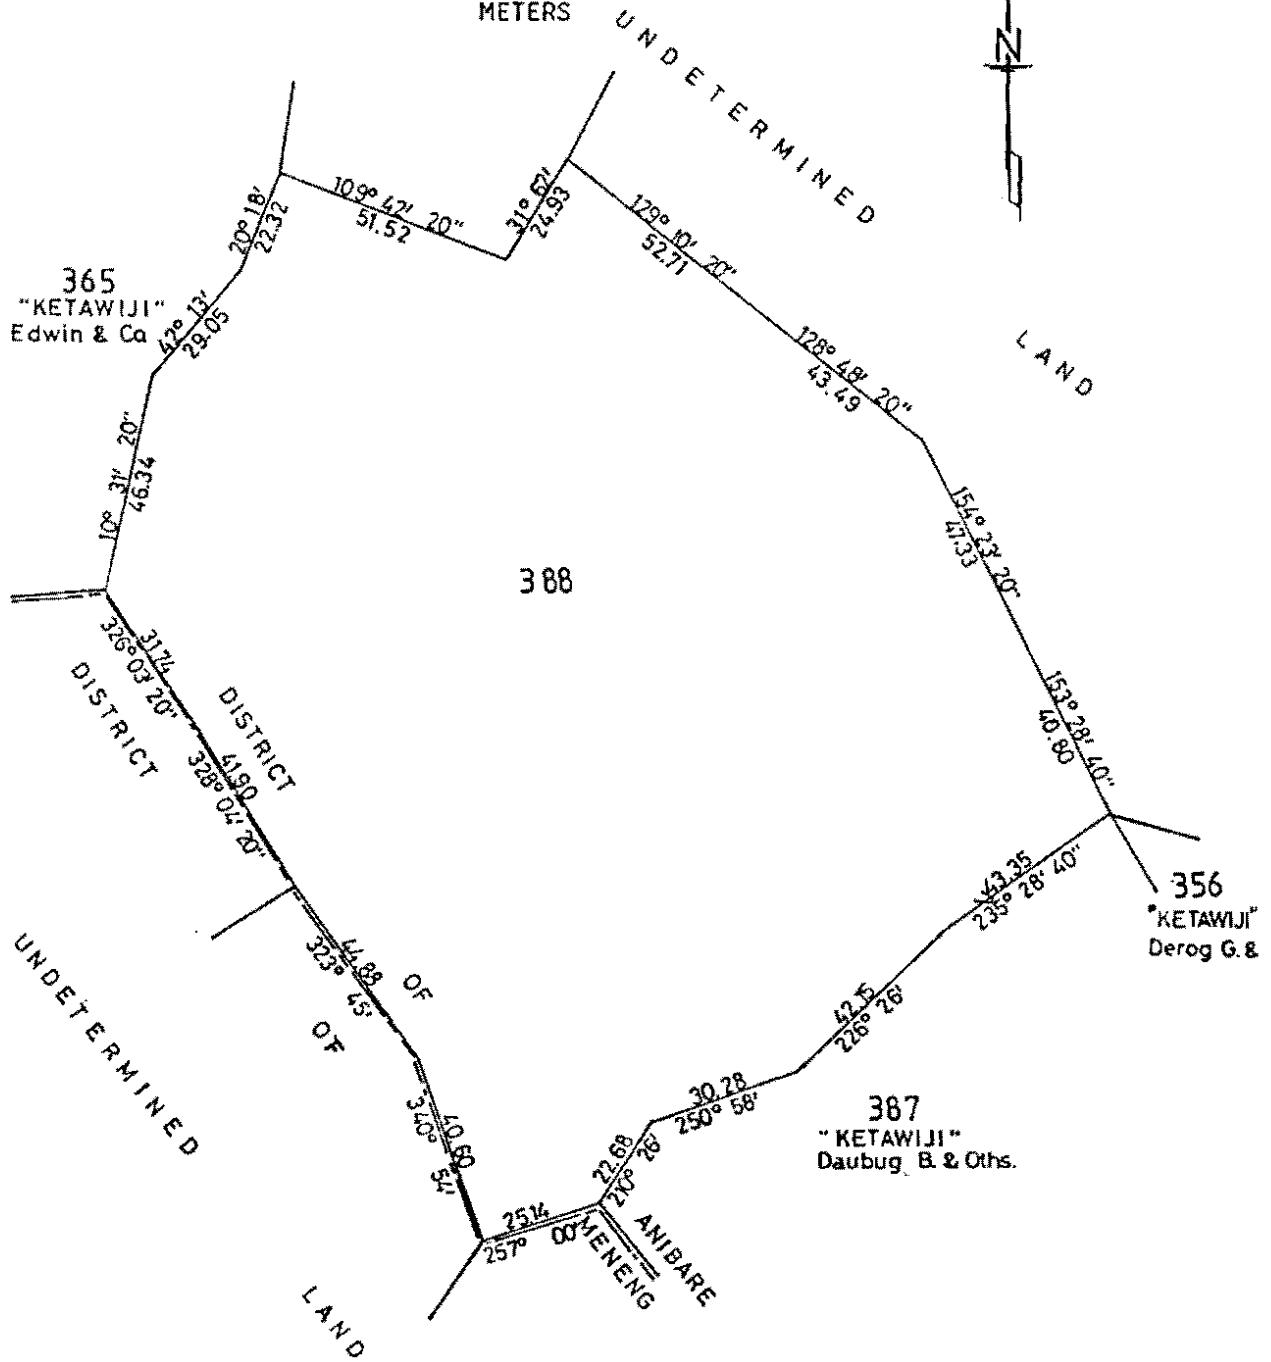 METERS
N
UNDETERMINED
LAND
109° 47' 20"
51.52
31° 62'
24.93
129° 10' 20"
52.71
20° 18'
22.32
365
"KETAWIJI"
Edwin & Ca
42° 13'
29.05
128° 48' 20"
43.49
10° 31' 20"
46.34
154° 23' 20"
47.33
388
31.74
326° 03' 20"
DISTRICT
DISTRICT
41.90
328° 04' 20"
153° 28' 40"
40.80
43.35
235° 28' 40"
356
"KETAWIJI"
Derog G. &
UNDETERMINED
LAND
44.88
323° 45'
OF
OF
42.15
226° 26'
30.28
250° 58'
387
"KETAWIJI"
Daubug B. & Oths.
40.60
340° 54'
22.68
210° 26'
25.14
257° 00'
ANIBARE
MENENG